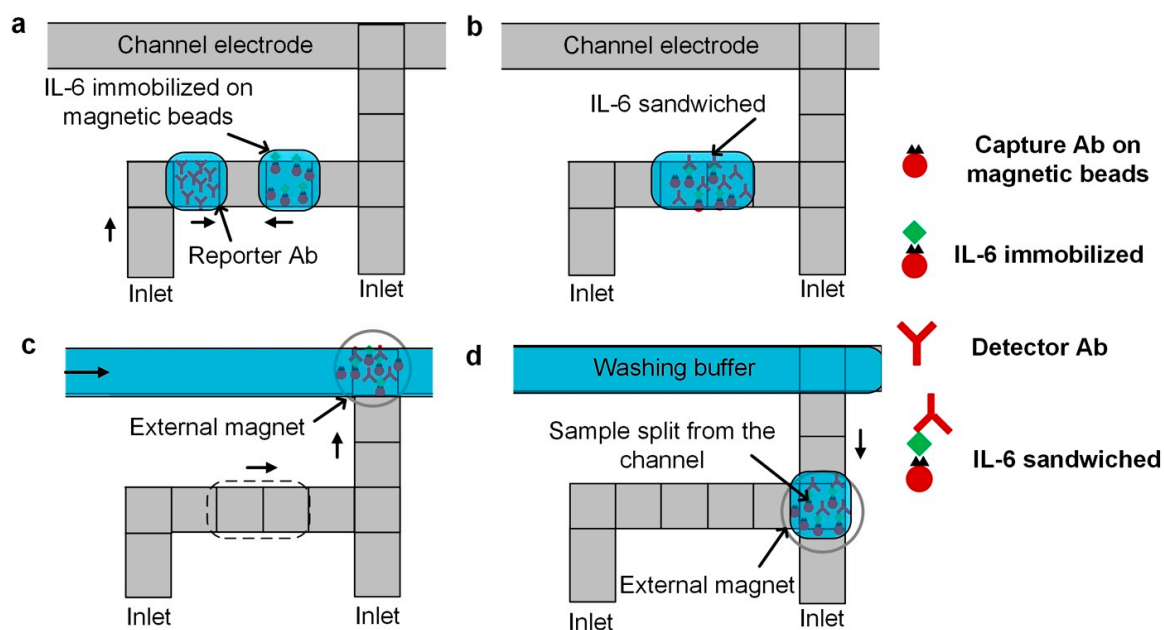 a
Channel electrode
IL-6 immobilized on
magnetic beads
Reporter Ab
Inlet
Inlet
b
Channel electrode
IL-6 sandwiched
Inlet
Inlet
c
External magnet
Inlet
Inlet
d
Washing buffer
Sample split from the
channel
External magnet
Inlet
Inlet
Capture Ab on
magnetic beads
IL-6 immobilized
Detector Ab
IL-6 sandwiched